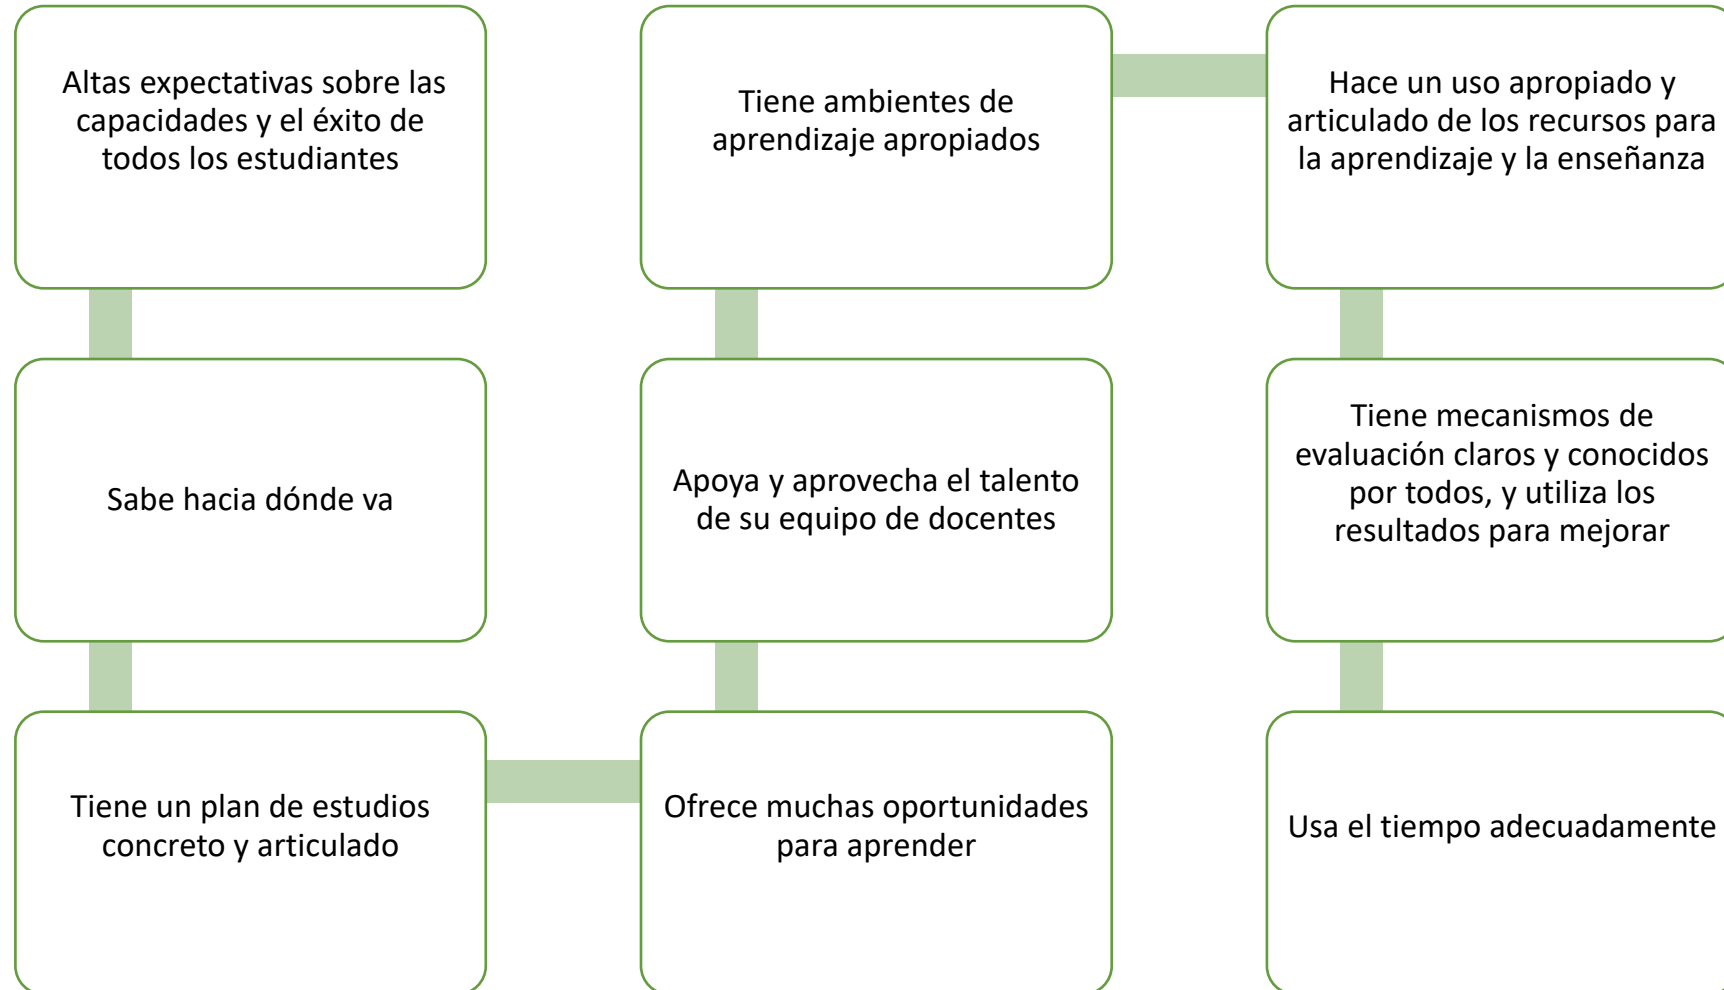 Altas expectativas sobre las
capacidades y el éxito de
todos los estudiantes
Sabe hacia dónde va
Tiene un plan de estudios
concreto y articulado
Ofrece muchas oportunidades
para aprender
Apoya y aprovecha el talento
de su equipo de docentes
Tiene ambientes de
aprendizaje apropiados
Hace un uso apropiado y
articulado de los recursos para
la aprendizaje y la enseñanza
Tiene mecanismos de
evaluación claros y conocidos
por todos, y utiliza los
resultados para mejorar
Usa el tiempo adecuadamente